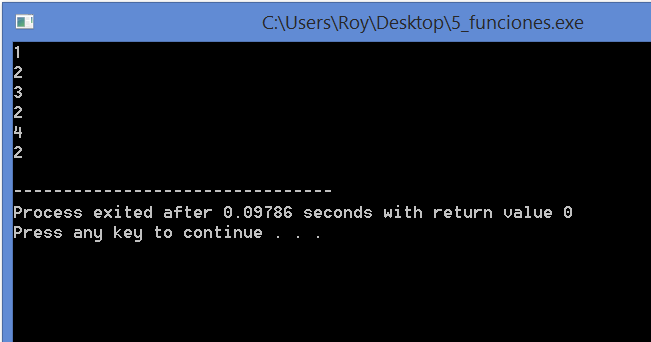 C:\Users\Roy\Desktop\5_funciones.exe
1
2
3
2
4
2
--------------------------------
Process exited after 0.09786 seconds with return value 0
Press any key to continue . . .